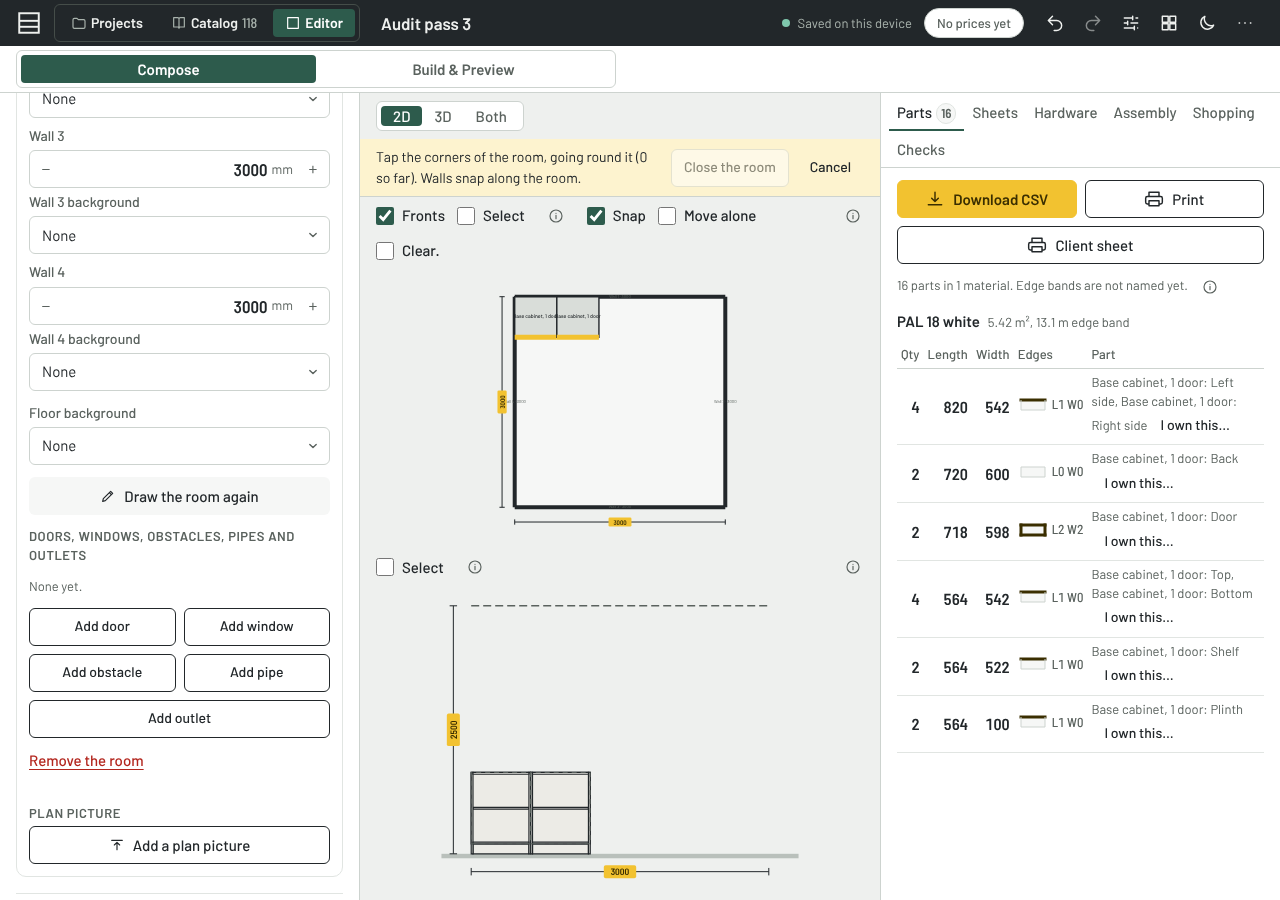 Projects
Catalog 118
Editor
Audit pass 3
Saved on this device
No prices yet
Compose
Build & Preview
None
Wall 3
− 3000 mm +
Wall 3 background
None
Wall 4
− 3000 mm +
Wall 4 background
None
Floor background
None
Draw the room again
DOORS, WINDOWS, OBSTACLES, PIPES AND
OUTLETS
None yet.
Add door
Add window
Add obstacle
Add pipe
Add outlet
Remove the room
PLAN PICTURE
Add a plan picture
2D
3D
Both
Tap the corners of the room, going round it (0
so far). Walls snap along the room.
Close the room
Cancel
Fronts
Select
Snap
Move alone
Clear.
Base cabinet, 1 door
3000
3000
Select
2500
3000
Parts 16
Sheets
Hardware
Assembly
Shopping
Checks
Download CSV
Print
Client sheet
16 parts in 1 material. Edge bands are not named yet.
PAL 18 white 5.42 m², 13.1 m edge band
Qty Length Width Edges Part
4 820 542 L1 W0 Base cabinet, 1 door: Left
side, Base cabinet, 1 door:
Right side I own this...
2 720 600 L0 W0 Base cabinet, 1 door: Back
I own this...
2 718 598 L2 W2 Base cabinet, 1 door: Door
I own this...
4 564 542 L1 W0 Base cabinet, 1 door: Top,
Base cabinet, 1 door: Bottom
I own this...
2 564 522 L1 W0 Base cabinet, 1 door: Shelf
I own this...
2 564 100 L1 W0 Base cabinet, 1 door: Plinth
I own this...